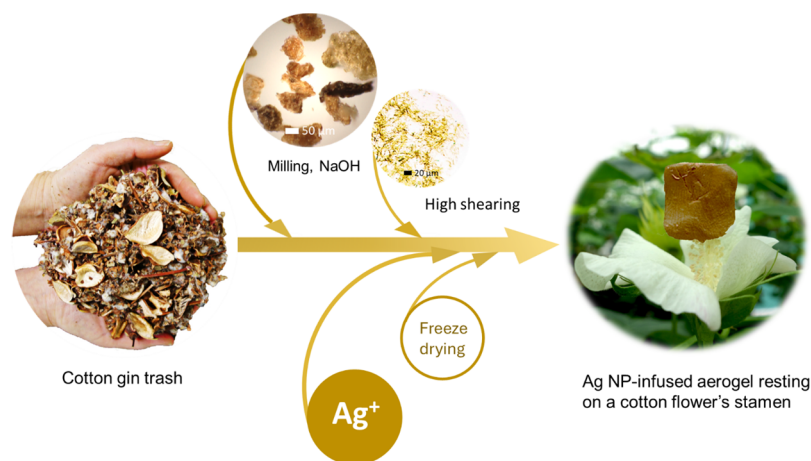 50 μm
Milling, NaOH
20 μm
High shearing
Cotton gin trash
Freeze
drying
Ag⁺
Ag NP-infused aerogel resting
on a cotton flower's stamen